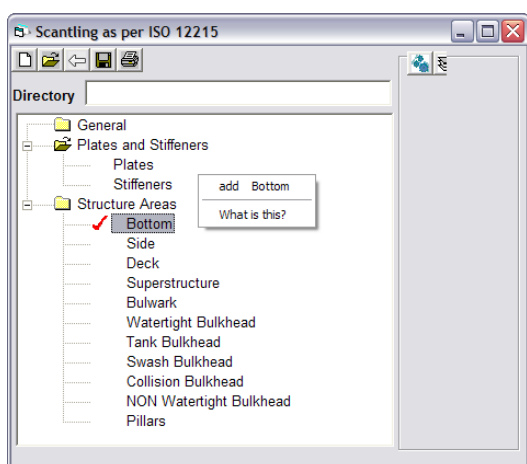 Scantling as per ISO 12215
Directory
General
Plates and Stiffeners
Plates
Stiffeners
add Bottom
What is this?
Structure Areas
Bottom
Side
Deck
Superstructure
Bulwark
Watertight Bulkhead
Tank Bulkhead
Swash Bulkhead
Collision Bulkhead
NON Watertight Bulkhead
Pillars